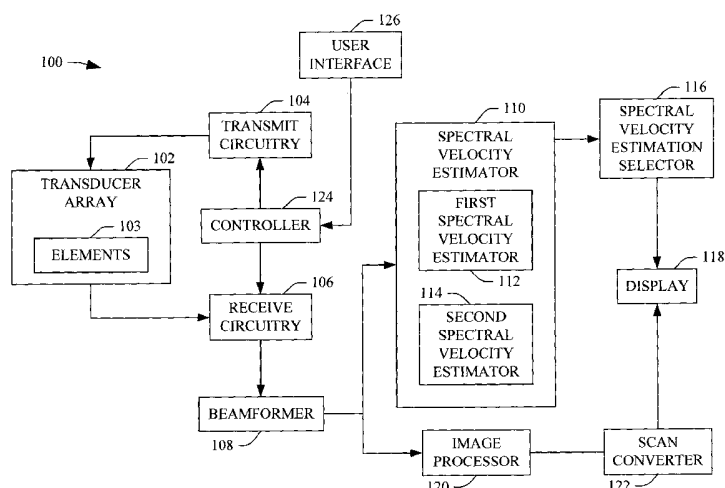 126
USER
INTERFACE
100
104
TRANSMIT
CIRCUITRY
110
116
SPECTRAL
VELOCITY
ESTIMATION
SELECTOR
102
TRANSDUCER
ARRAY
103
ELEMENTS
124
CONTROLLER
SPECTRAL
VELOCITY
ESTIMATOR
FIRST
SPECTRAL
VELOCITY
ESTIMATOR
112
106
RECEIVE
CIRCUITRY
114
SECOND
SPECTRAL
VELOCITY
ESTIMATOR
118
DISPLAY
BEAMFORMER
108
IMAGE
PROCESSOR
120
SCAN
CONVERTER
122